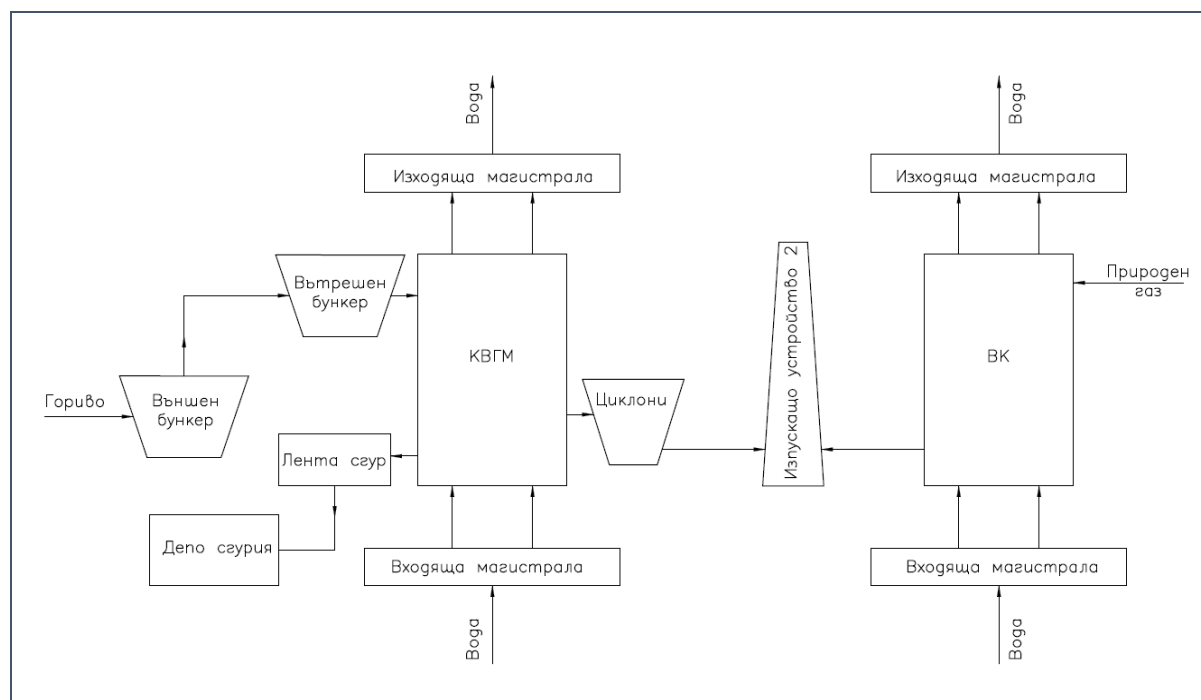 Вода
Вода
Изходяща магистрала
Изходяща магистрала
Вътрешен
бункер
Природен
газ
Изпускащо устройство 2
КВГМ
ВК
Гориво
Външен
бункер
Циклони
Лента сгур
Депо сгурия
Входяща магистрала
Входяща магистрала
Вода
Вода